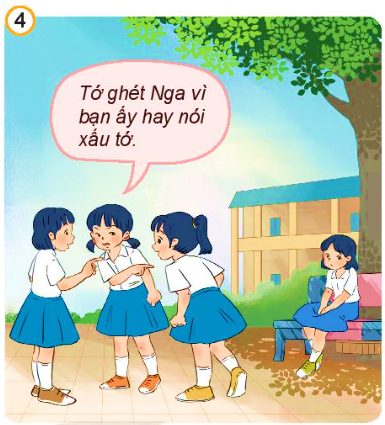 4
Tớ ghét Nga vì
bạn ấy hay nói
xấu tớ.